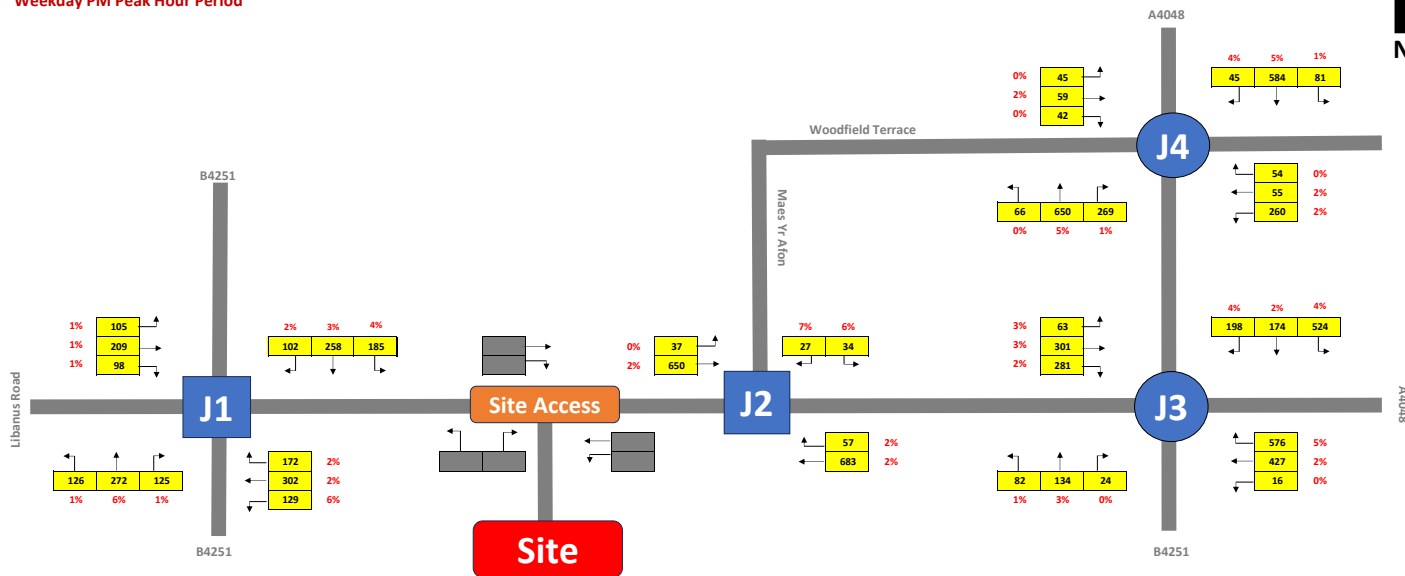 Weekday PM Peak Hour Period
N
A4048
0% 45
2% 59
0% 42
4% 5% 1%
45 584 81
Woodfield Terrace
J4
54 0%
55 2%
260 2%
66 650 269
0% 5% 1%
Maes Yr Afon
B4251
1% 105
1% 209
1% 98
2% 3% 4%
102 258 185
0% 37
2% 650
7% 6%
27 34
3% 63
3% 301
2% 281
4% 2% 4%
198 174 524
Libanus Road
J1
Site Access
J2
J3
A4048
126 272 125
1% 6% 1%
172 2%
302 2%
129 6%
57 2%
683 2%
82 134 24
1% 3% 0%
576 5%
427 2%
16 0%
B4251
Site
B4251